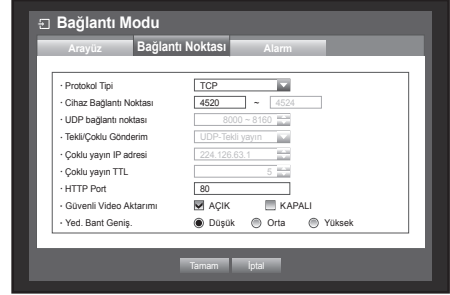 Bağlantı Modu
Arayüz Bağlantı Noktası Alarm
· Protokol Tipi TCP
· Cihaz Bağlantı Noktası 4520 ~ 4524
· UDP bağlantı noktası 8000 ~ 8160
· Tekli/Çoklu Gönderim UDP-Tekli yayın
· Çoklu yayın IP adresi 224.126.63.1
· Çoklu yayın TTL 5
· HTTP Port 80
· Güvenli Video Aktarımı AÇIK KAPALI
· Yed. Bant Geniş. Düşük Orta Yüksek
Tamam İptal